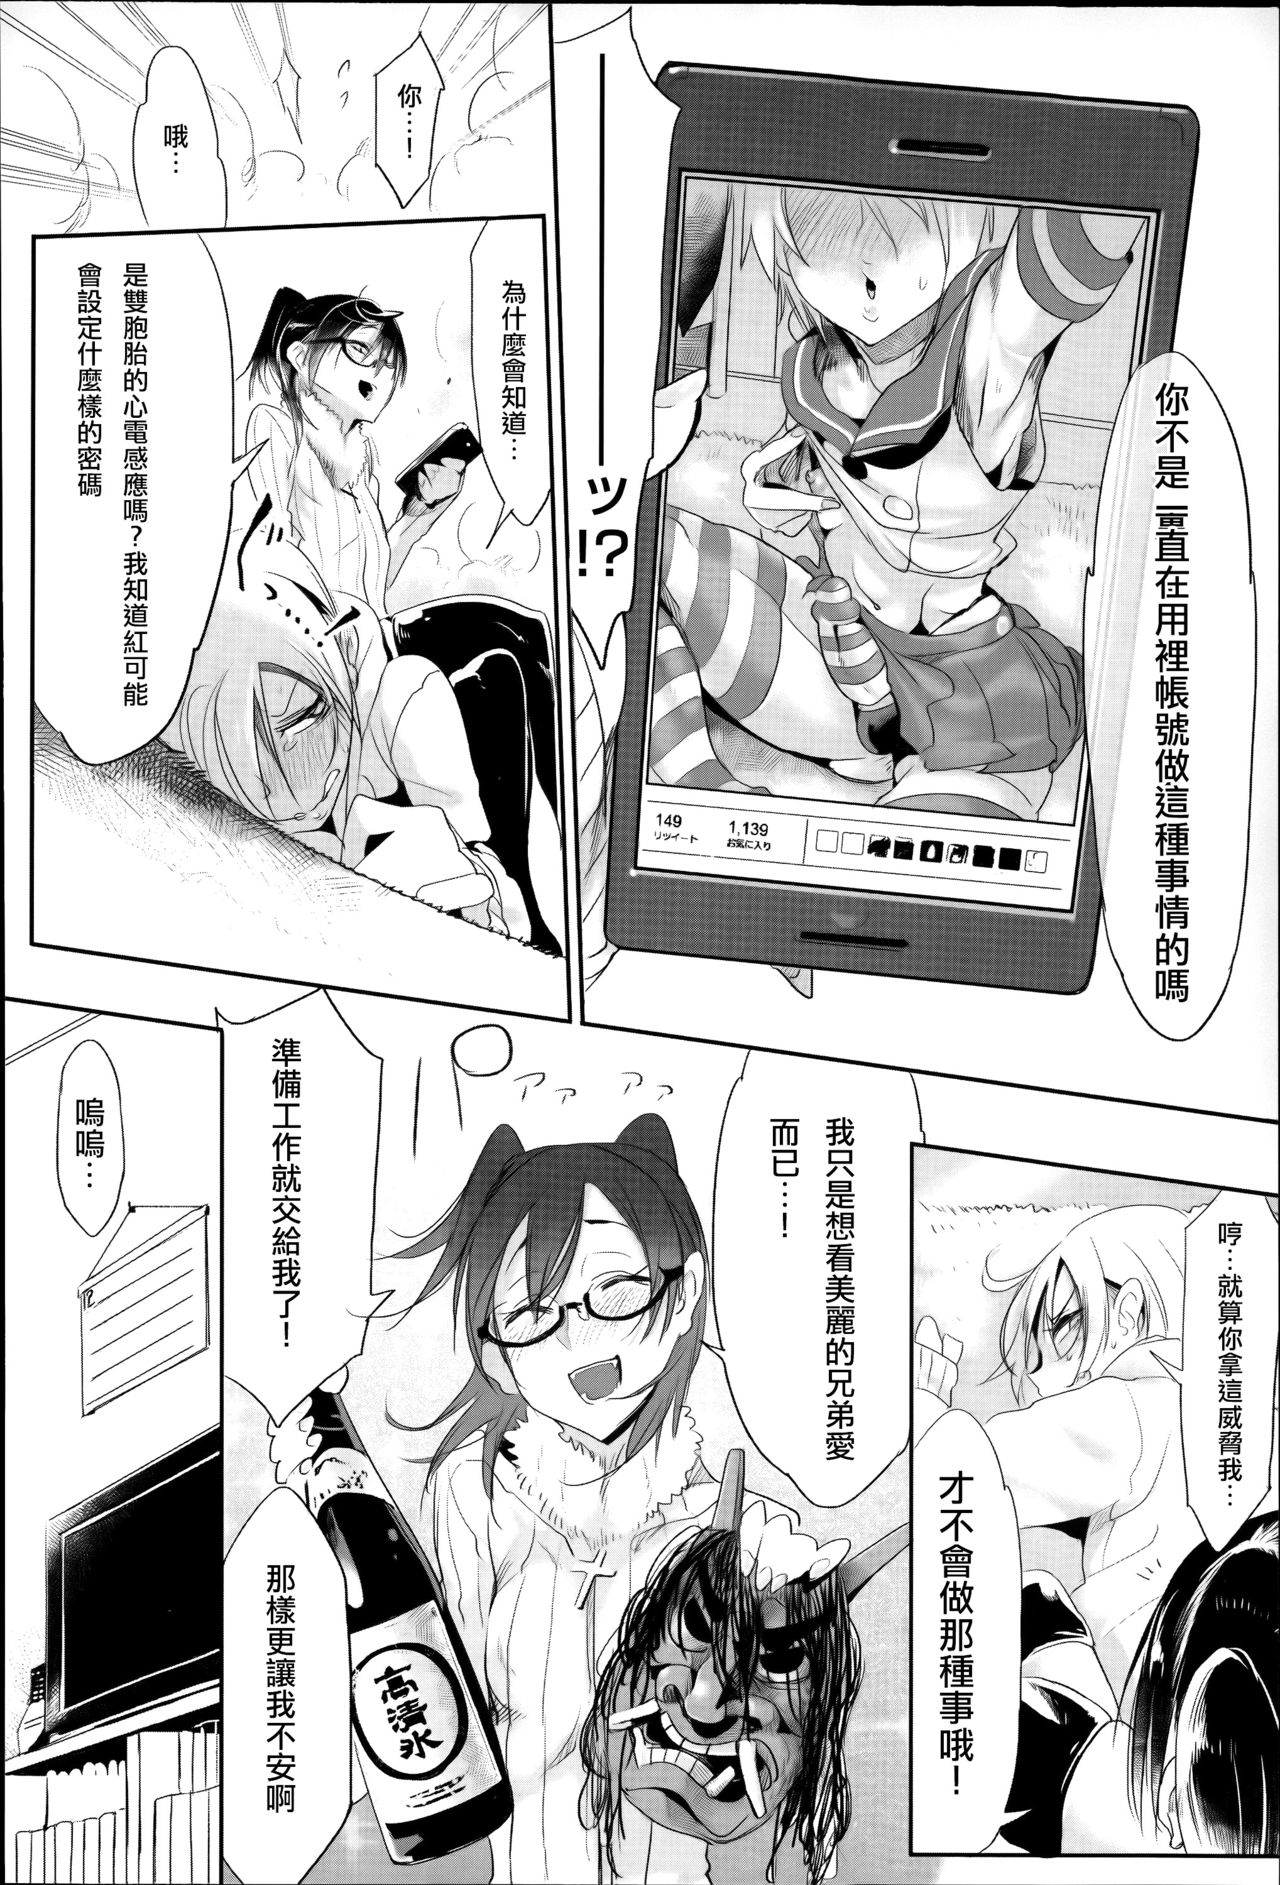 你不是一直在用裡帳號做這種事情的嗎
149
リツイート
1,139
お気に入り
ッ!?
你…!
哦…
為什麼會知道…
是雙胞胎的心電感應嗎?我知道紅可能
會設定什麼樣的密碼
哼…就算你拿這威脅我…
才不會做那種事哦!
我只是想看美麗的兄弟愛
而已…!
準備工作就交給我了!
高清水
那樣更讓我不安啊
嗚嗚…